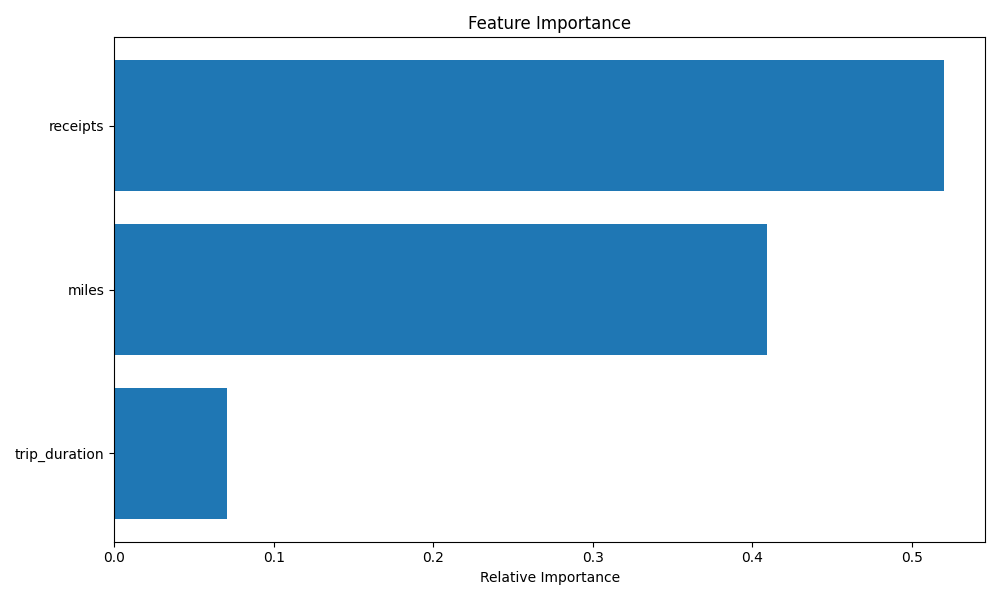 Feature Importance
receipts
miles
trip_duration
0.0 0.1 0.2 0.3 0.4 0.5
Relative Importance